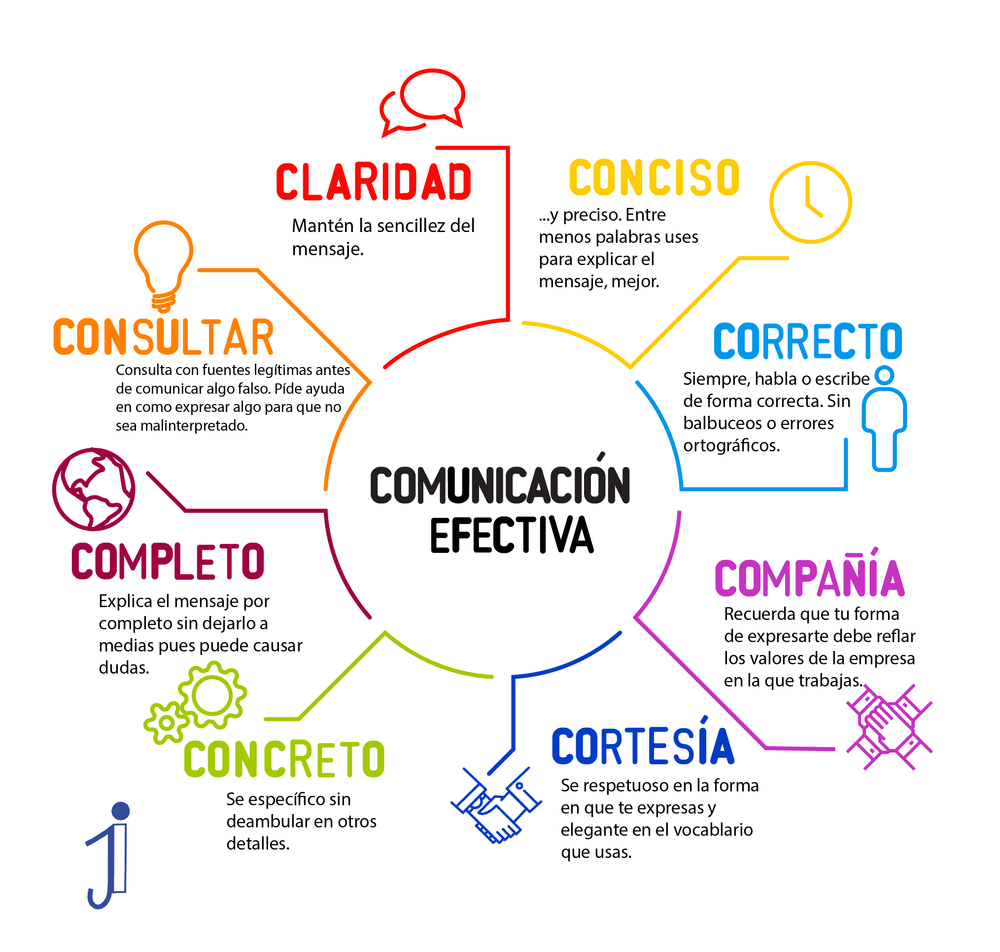 CLARIDAD
Mantén la sencillez del
mensaje.
CONCISO
...y preciso. Entre
menos palabras uses
para explicar el
mensaje, mejor.
CONSULTAR
Consulta con fuentes legítimas antes
de comunicar algo falso. Píde ayuda
en como expresar algo para que no
sea malinterpretado.
CORRECTO
Siempre, habla o escribe
de forma correcta. Sin
balbuceos o errores
ortográficos.
COMUNICACIÓN
EFECTIVA
COMPLETO
Explica el mensaje por
completo sin dejarlo a
medias pues puede causar
dudas.
COMPAÑÍA
Recuerda que tu forma
de expresarte debe reflar
los valores de la empresa
en la que trabajas.
CONCRETO
Se específico sin
deambular en otros
detalles.
CORTESÍA
Se respetuoso en la forma
en que te expresas y
elegante en el vocablario
que usas.
ji